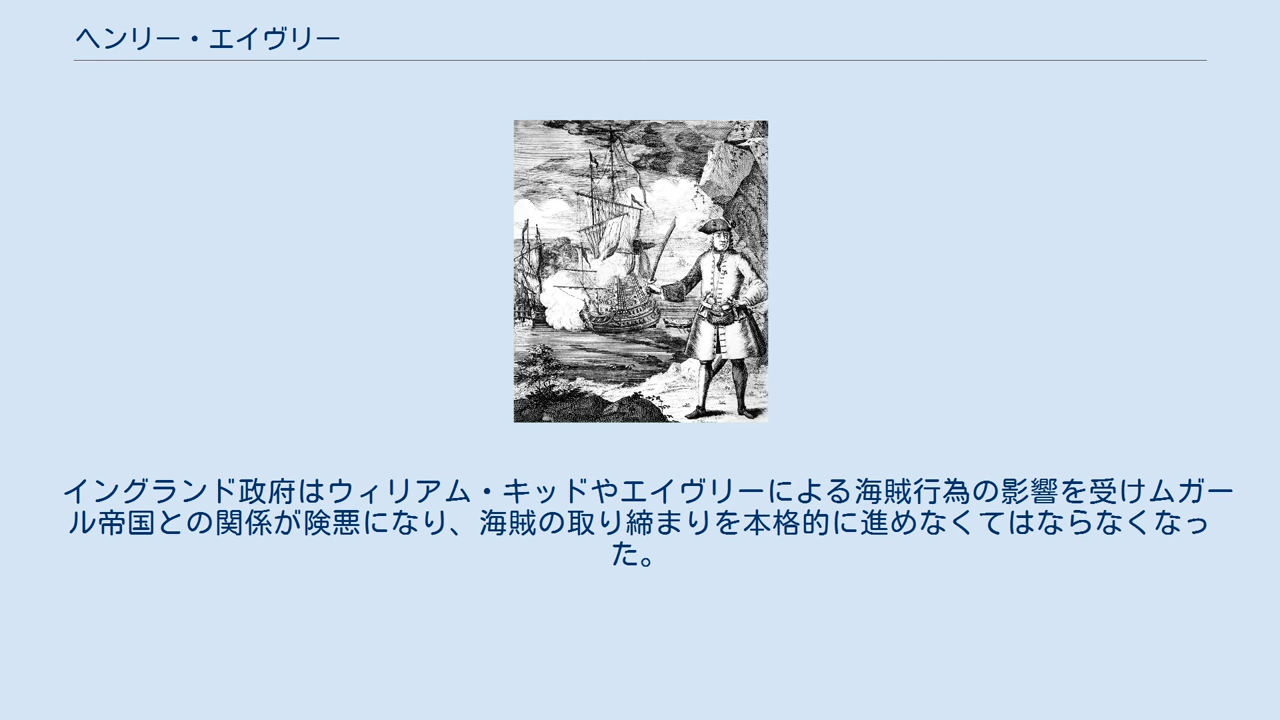 ヘンリー・エイヴリー
イングランド政府はウィリアム・キッドやエイヴリーによる海賊行為の影響を受けムガー
ル帝国との関係が険悪になり、海賊の取り締まりを本格的に進めなくてはならなくなっ
た。